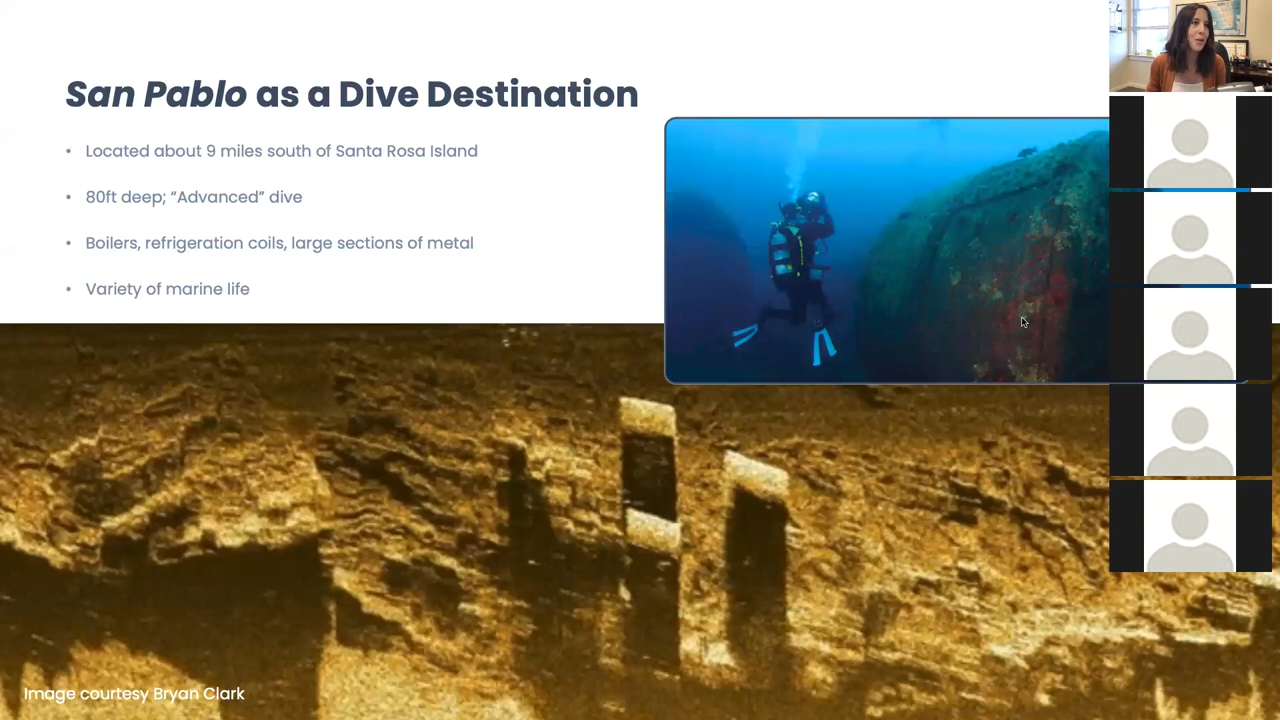 San Pablo as a Dive Destination
• Located about 9 miles south of Santa Rosa Island
• 80ft deep; “Advanced” dive
• Boilers, refrigeration coils, large sections of metal
• Variety of marine life
Image courtesy Bryan Clark